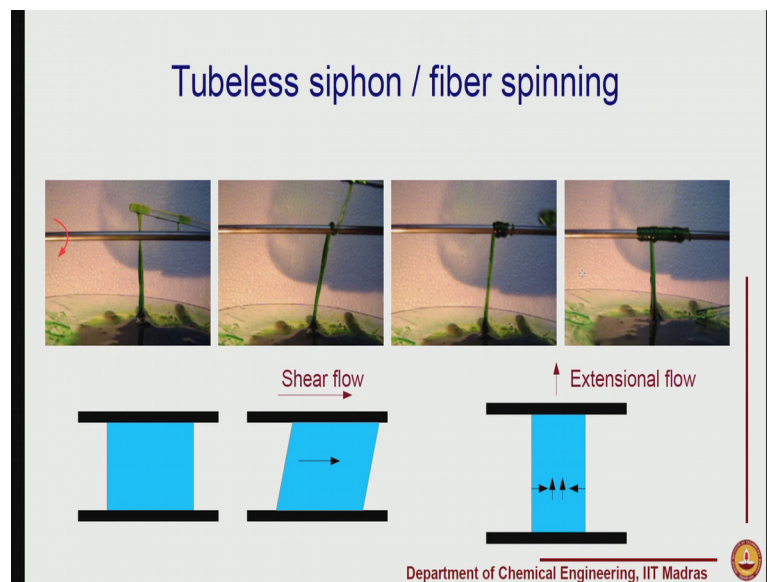 Tubeless siphon / fiber spinning
Shear flow
Extensional flow
Department of Chemical Engineering, IIT Madras